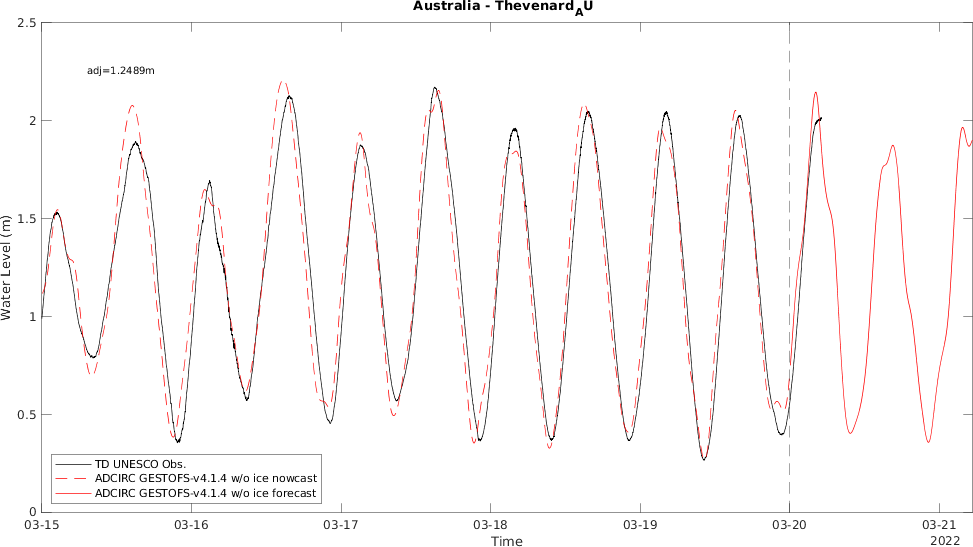 Australia - Thevenard_AU
2.5
adj=1.2489m
2
1.5
Water Level (m)
1
0.5
TD UNESCO Obs.
ADCIRC GESTOFS-v4.1.4 w/o ice nowcast
ADCIRC GESTOFS-v4.1.4 w/o ice forecast
0
03-15 03-16 03-17 03-18 03-19 03-20 03-21
Time 2022